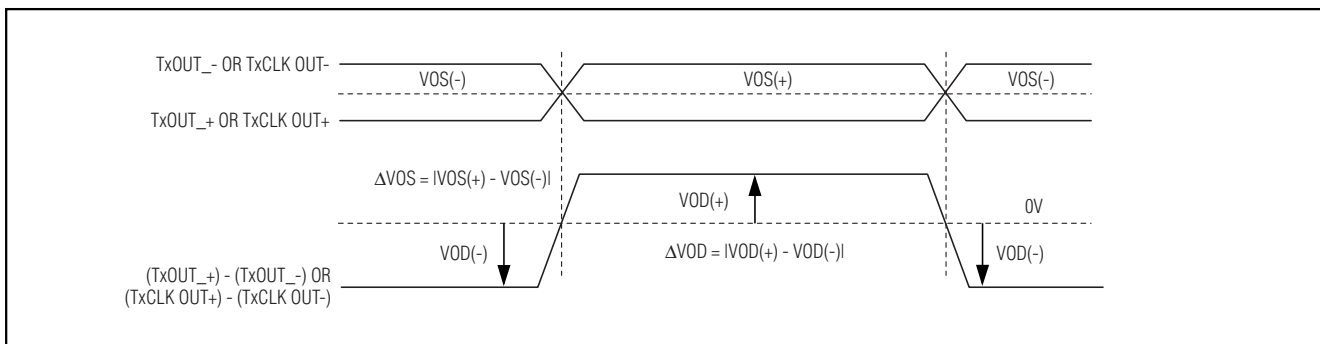 TxOUT_- OR TxCLK OUT-
VOS(-)
VOS(+)
VOS(-)
TxOUT_+ OR TxCLK OUT+
ΔVOS = |VOS(+) - VOS(-)|
VOD(+)
0V
VOD(-)
ΔVOD = |VOD(+) - VOD(-)|
VOD(-)
(TxOUT_+) - (TxOUT_-) OR
(TxCLK OUT+) - (TxCLK OUT-)